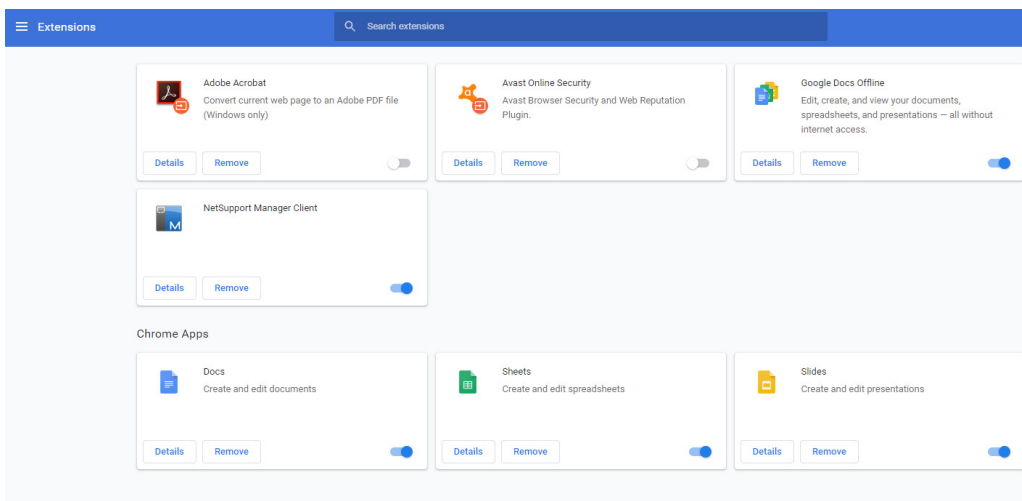 Extensions
Search extensions
Adobe Acrobat
Convert current web page to an Adobe PDF file
(Windows only)
Details
Remove
Avast Online Security
Avast Browser Security and Web Reputation
Plugin.
Details
Remove
Google Docs Offline
Edit, create, and view your documents,
spreadsheets, and presentations — all without
internet access.
Details
Remove
M
NetSupport Manager Client
Details
Remove
Chrome Apps
Docs
Create and edit documents
Details
Remove
Sheets
Create and edit spreadsheets
Details
Remove
Slides
Create and edit presentations
Details
Remove